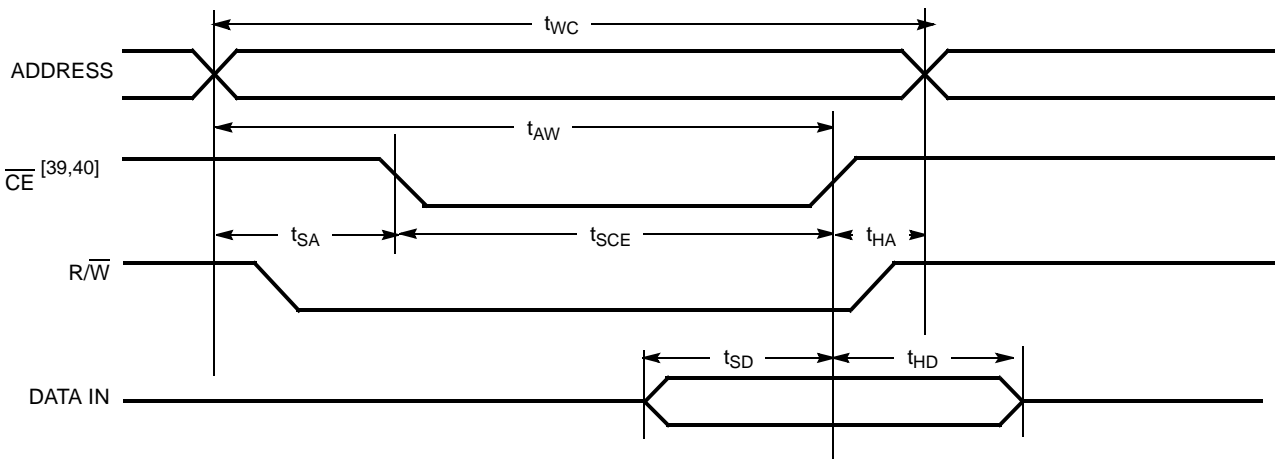 tWC
ADDRESS
tAW
CE [39,40]
tSA tSCE tHA
R/W
tSD tHD
DATA IN